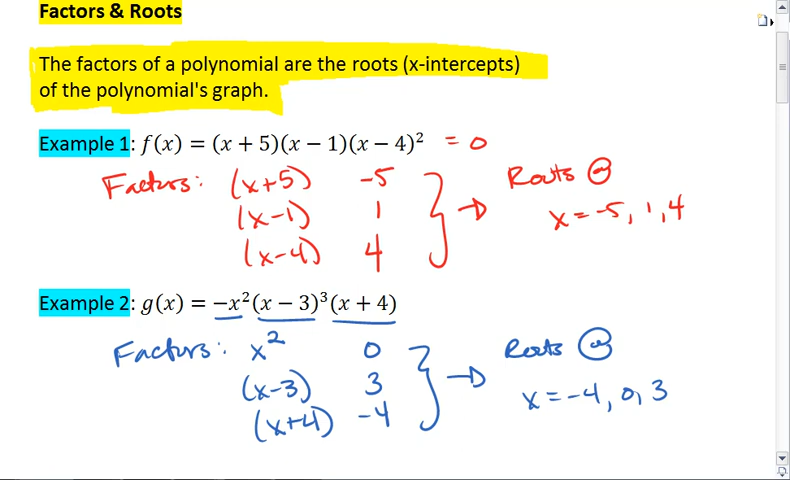 Factors & Roots
The factors of a polynomial are the roots (x-intercepts)
of the polynomial's graph.
Example 1: f(x) = (x + 5)(x − 1)(x − 4)² = 0
Factors: (x+5) -5
(x-1) 1
(x-4) 4
Roots @
x = -5, 1, 4
Example 2: g(x) = −x²(x − 3)³(x + 4)
Factors: x² 0
(x-3) 3
(x+4) -4
Roots @
x = -4, 0, 3